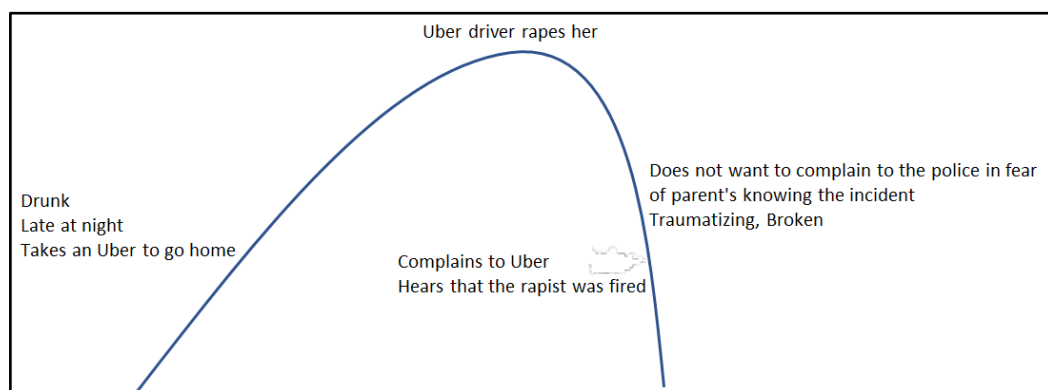 Uber driver rapes her
Drunk
Late at night
Takes an Uber to go home
Does not want to complain to the police in fear
of parent's knowing the incident
Traumatizing, Broken
Complains to Uber
Hears that the rapist was fired